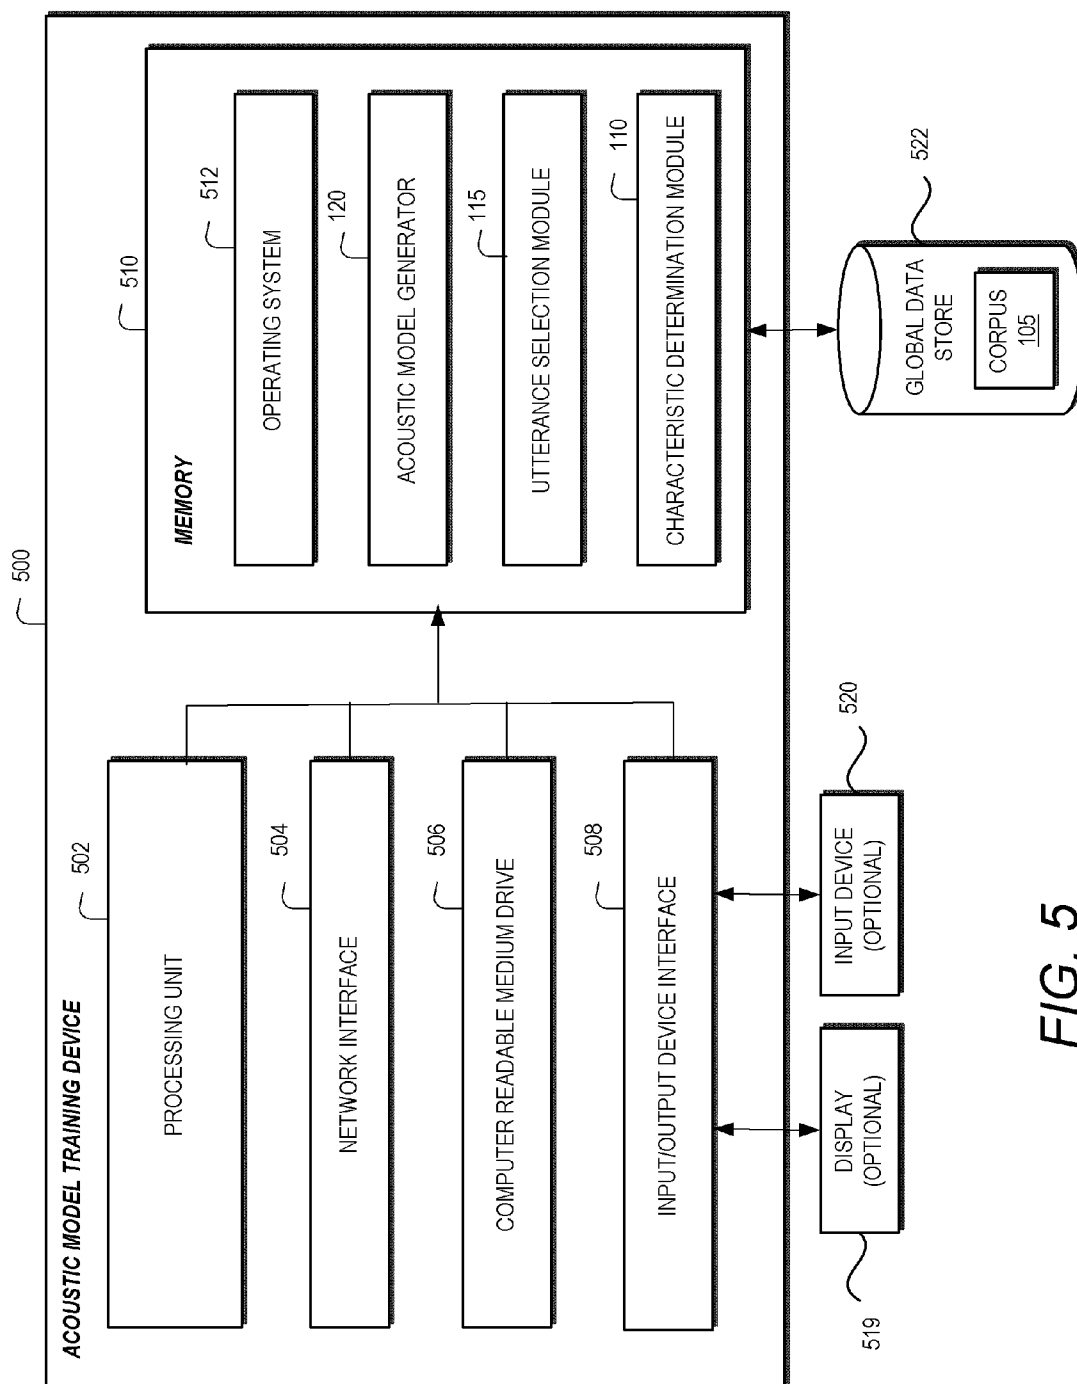 500
ACOUSTIC MODEL TRAINING DEVICE
502
PROCESSING UNIT
504
NETWORK INTERFACE
506
COMPUTER READABLE MEDIUM DRIVE
508
INPUT/OUTPUT DEVICE INTERFACE
510
MEMORY
512
OPERATING SYSTEM
120
ACOUSTIC MODEL GENERATOR
115
UTTERANCE SELECTION MODULE
110
CHARACTERISTIC DETERMINATION MODULE
519
DISPLAY
(OPTIONAL)
520
INPUT DEVICE
(OPTIONAL)
522
GLOBAL DATA
STORE
CORPUS
105
FIG. 5